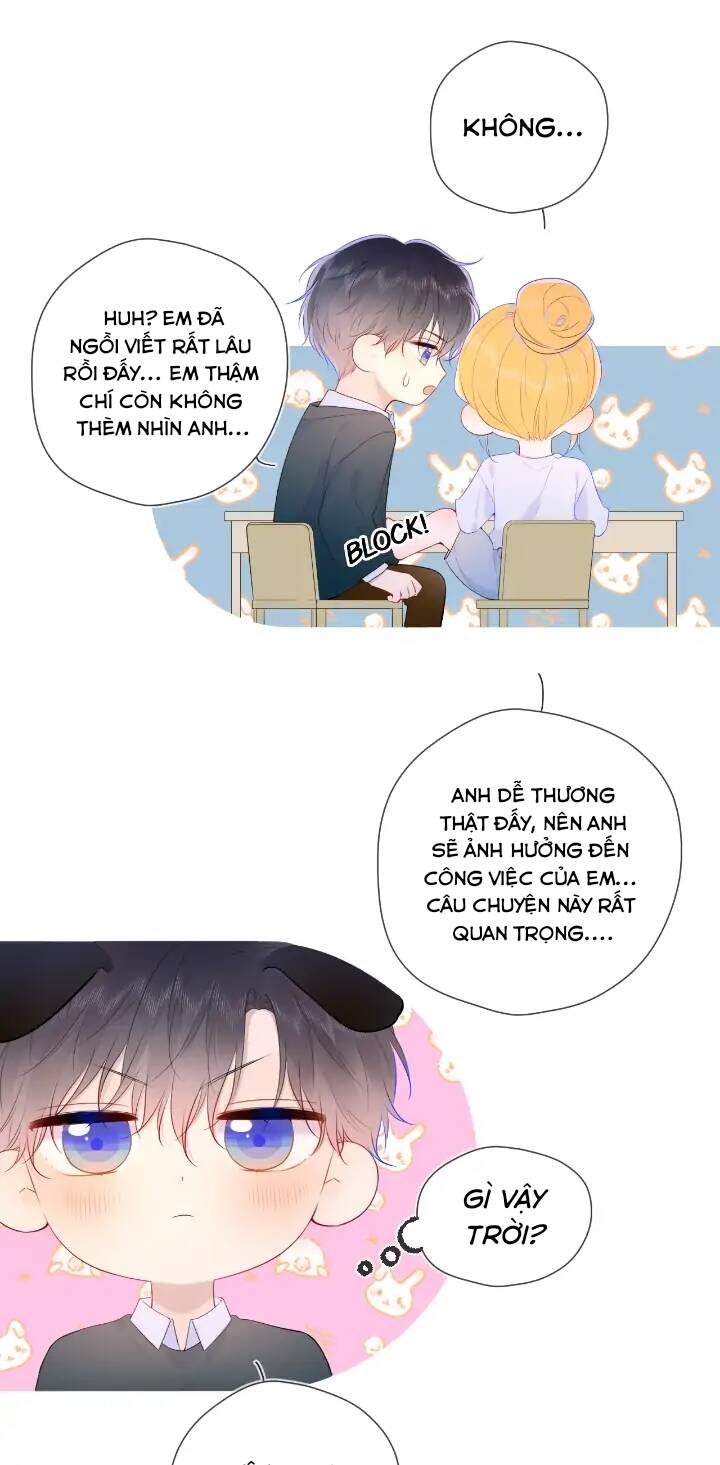 KHÔNG...
HUH? EM ĐÃ
NGỒI VIẾT RẤT LÂU
RỒI ĐẤY... EM THẬM
CHÍ CÒN KHÔNG
THÈM NHÌN ANH...
BLOCK!
ANH DỄ THƯƠNG
THẬT ĐẤY, NÊN ANH
SẼ ẢNH HƯỞNG ĐẾN
CÔNG VIỆC CỦA EM...
CÂU CHUYỆN NÀY RẤT
QUAN TRỌNG....
GÌ VẬY
TRỜI?